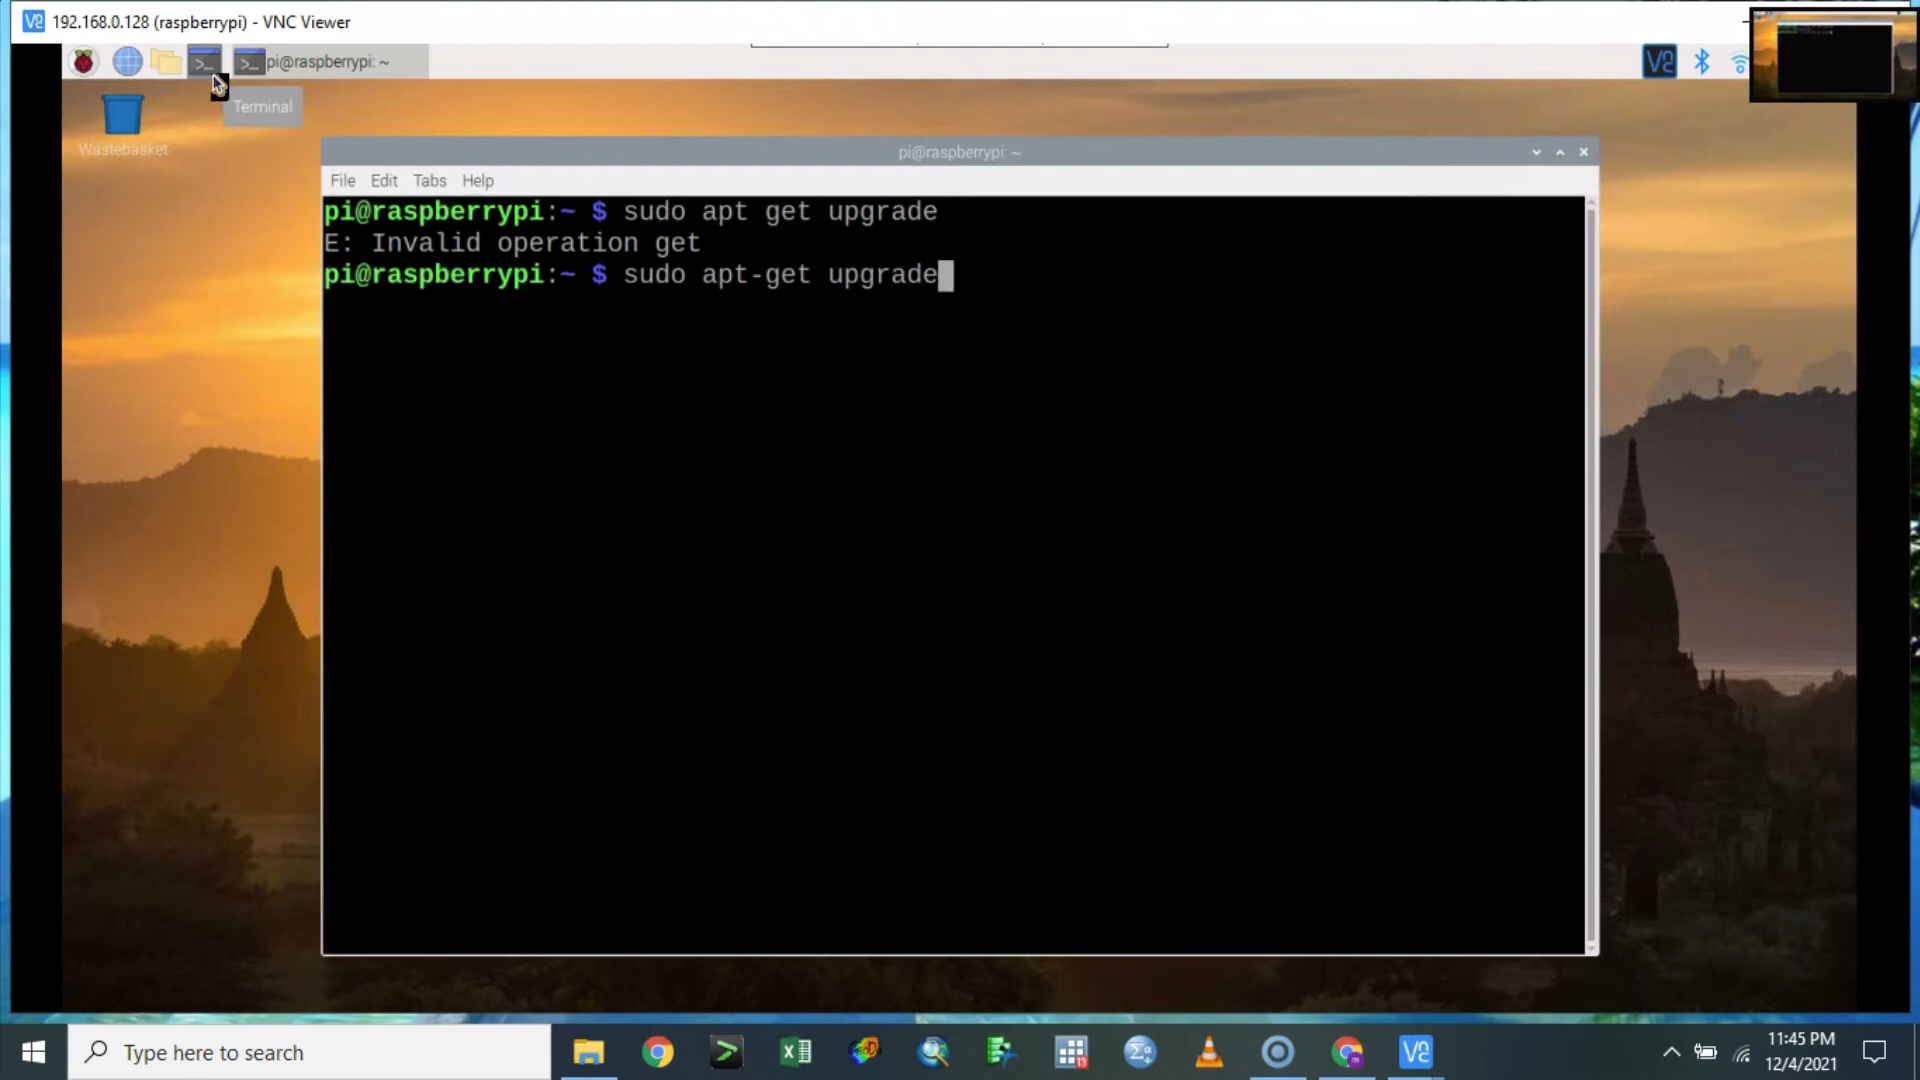 192.168.0.128 (raspberrypi) - VNC Viewer
pi@raspberrypi: ~
Terminal
Wastebasket
pi@raspberrypi: ~
File Edit Tabs Help
pi@raspberrypi:~ $ sudo apt get upgrade
E: Invalid operation get
pi@raspberrypi:~ $ sudo apt-get upgrade
Type here to search
11:45 PM
12/4/2021